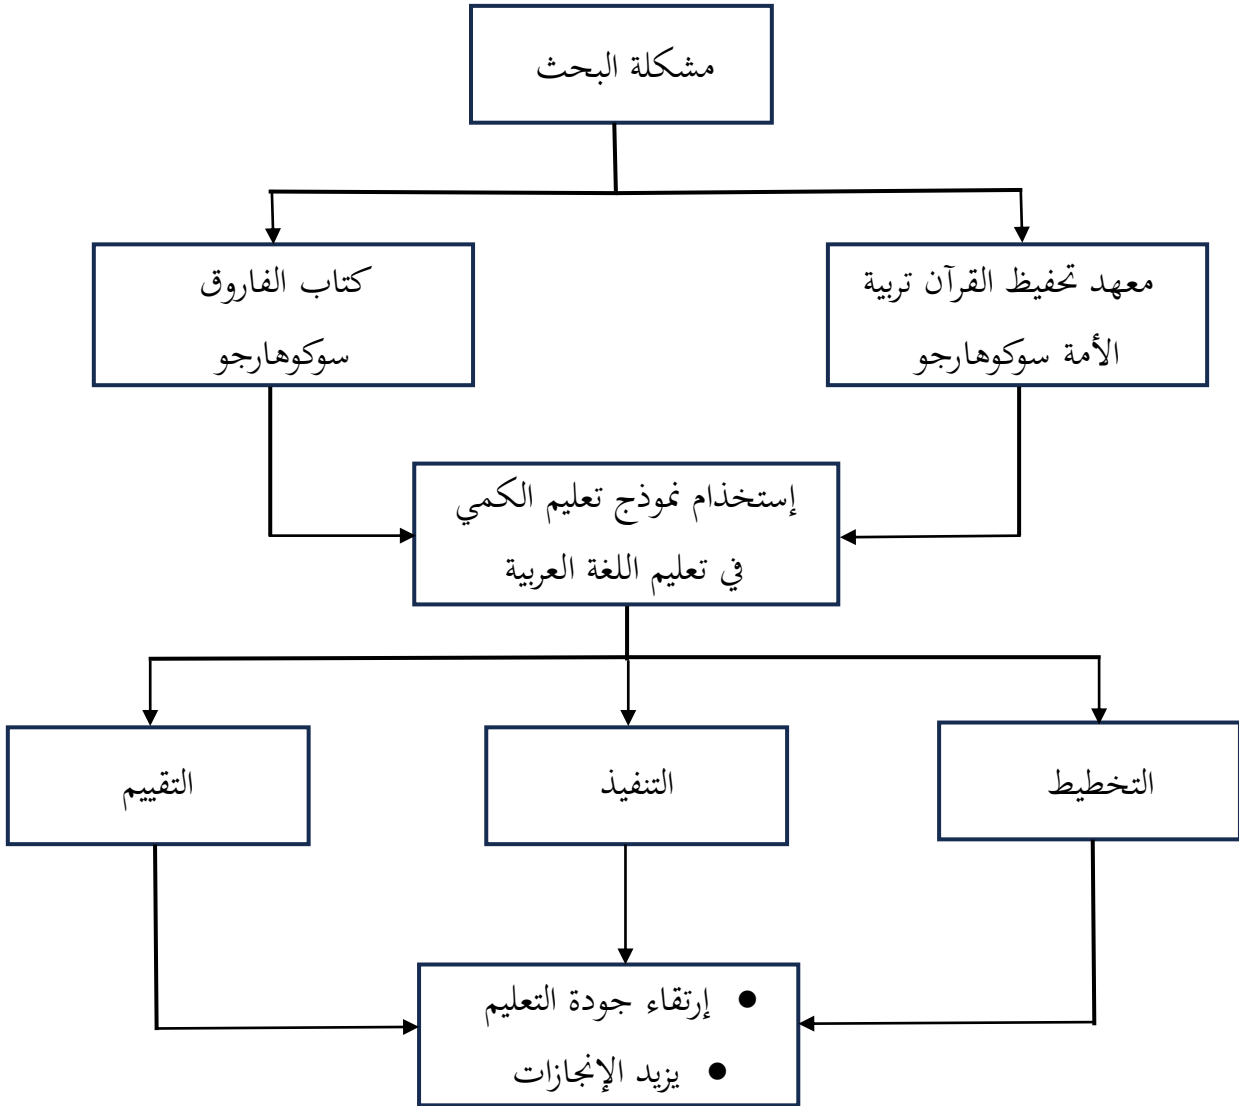 مشكلة البحث
معهد تحفيظ القرآن تربية
الأمة سوكوهارجو
كتاب الفاروق
سوكوهارجو
إستخذام نموذج تعليم الكمي
في تعليم اللغة العربية
التخطيط
التنفيذ
التقييم
● إرتقاء جودة التعليم
● يزيد الإنجازات